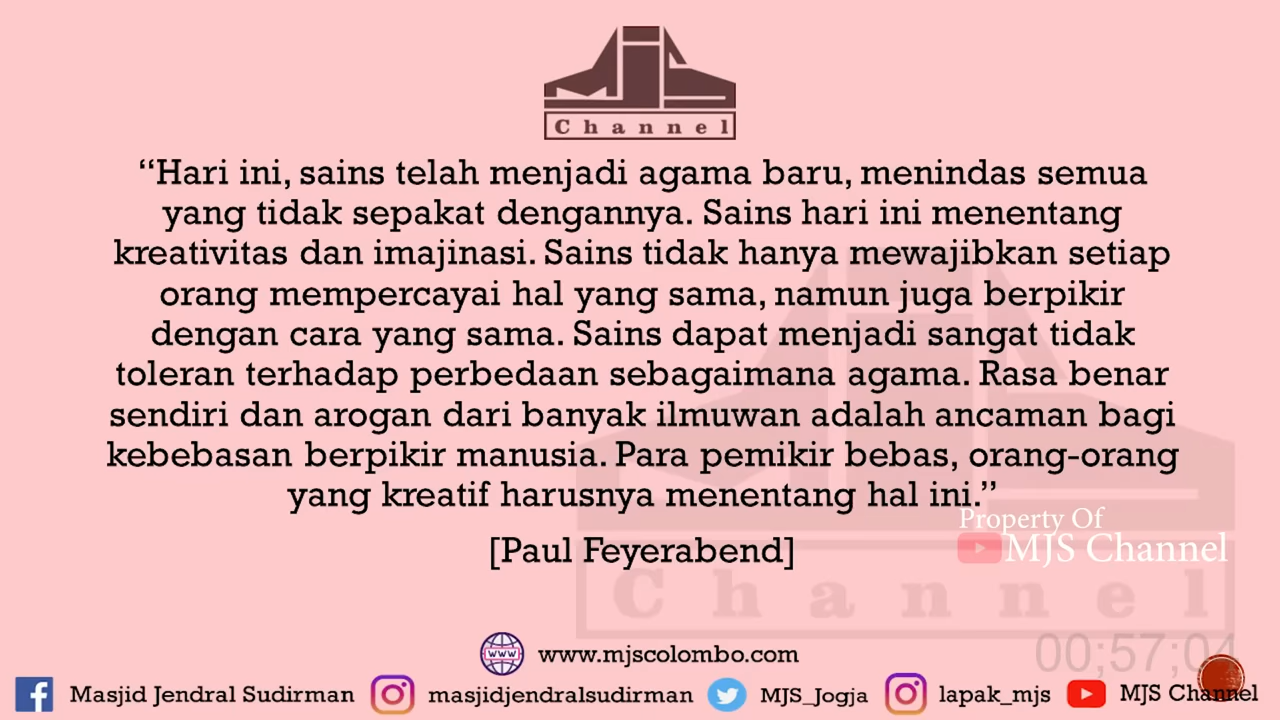 MJS
Channel
“Hari ini, sains telah menjadi agama baru, menindas semua
yang tidak sepakat dengannya. Sains hari ini menentang
kreativitas dan imajinasi. Sains tidak hanya mewajibkan setiap
orang mempercayai hal yang sama, namun juga berpikir
dengan cara yang sama. Sains dapat menjadi sangat tidak
toleran terhadap perbedaan sebagaimana agama. Rasa benar
sendiri dan arogan dari banyak ilmuwan adalah ancaman bagi
kebebasan berpikir manusia. Para pemikir bebas, orang-orang
yang kreatif harusnya menentang hal ini.”
Property Of
MJS Channel
[Paul Feyerabend]
Channel
00;57;04
www www.mjscolombo.com
Masjid Jendral Sudirman masjidjendralsudirman MJS_Jogja lapak_mjs MJS Channel